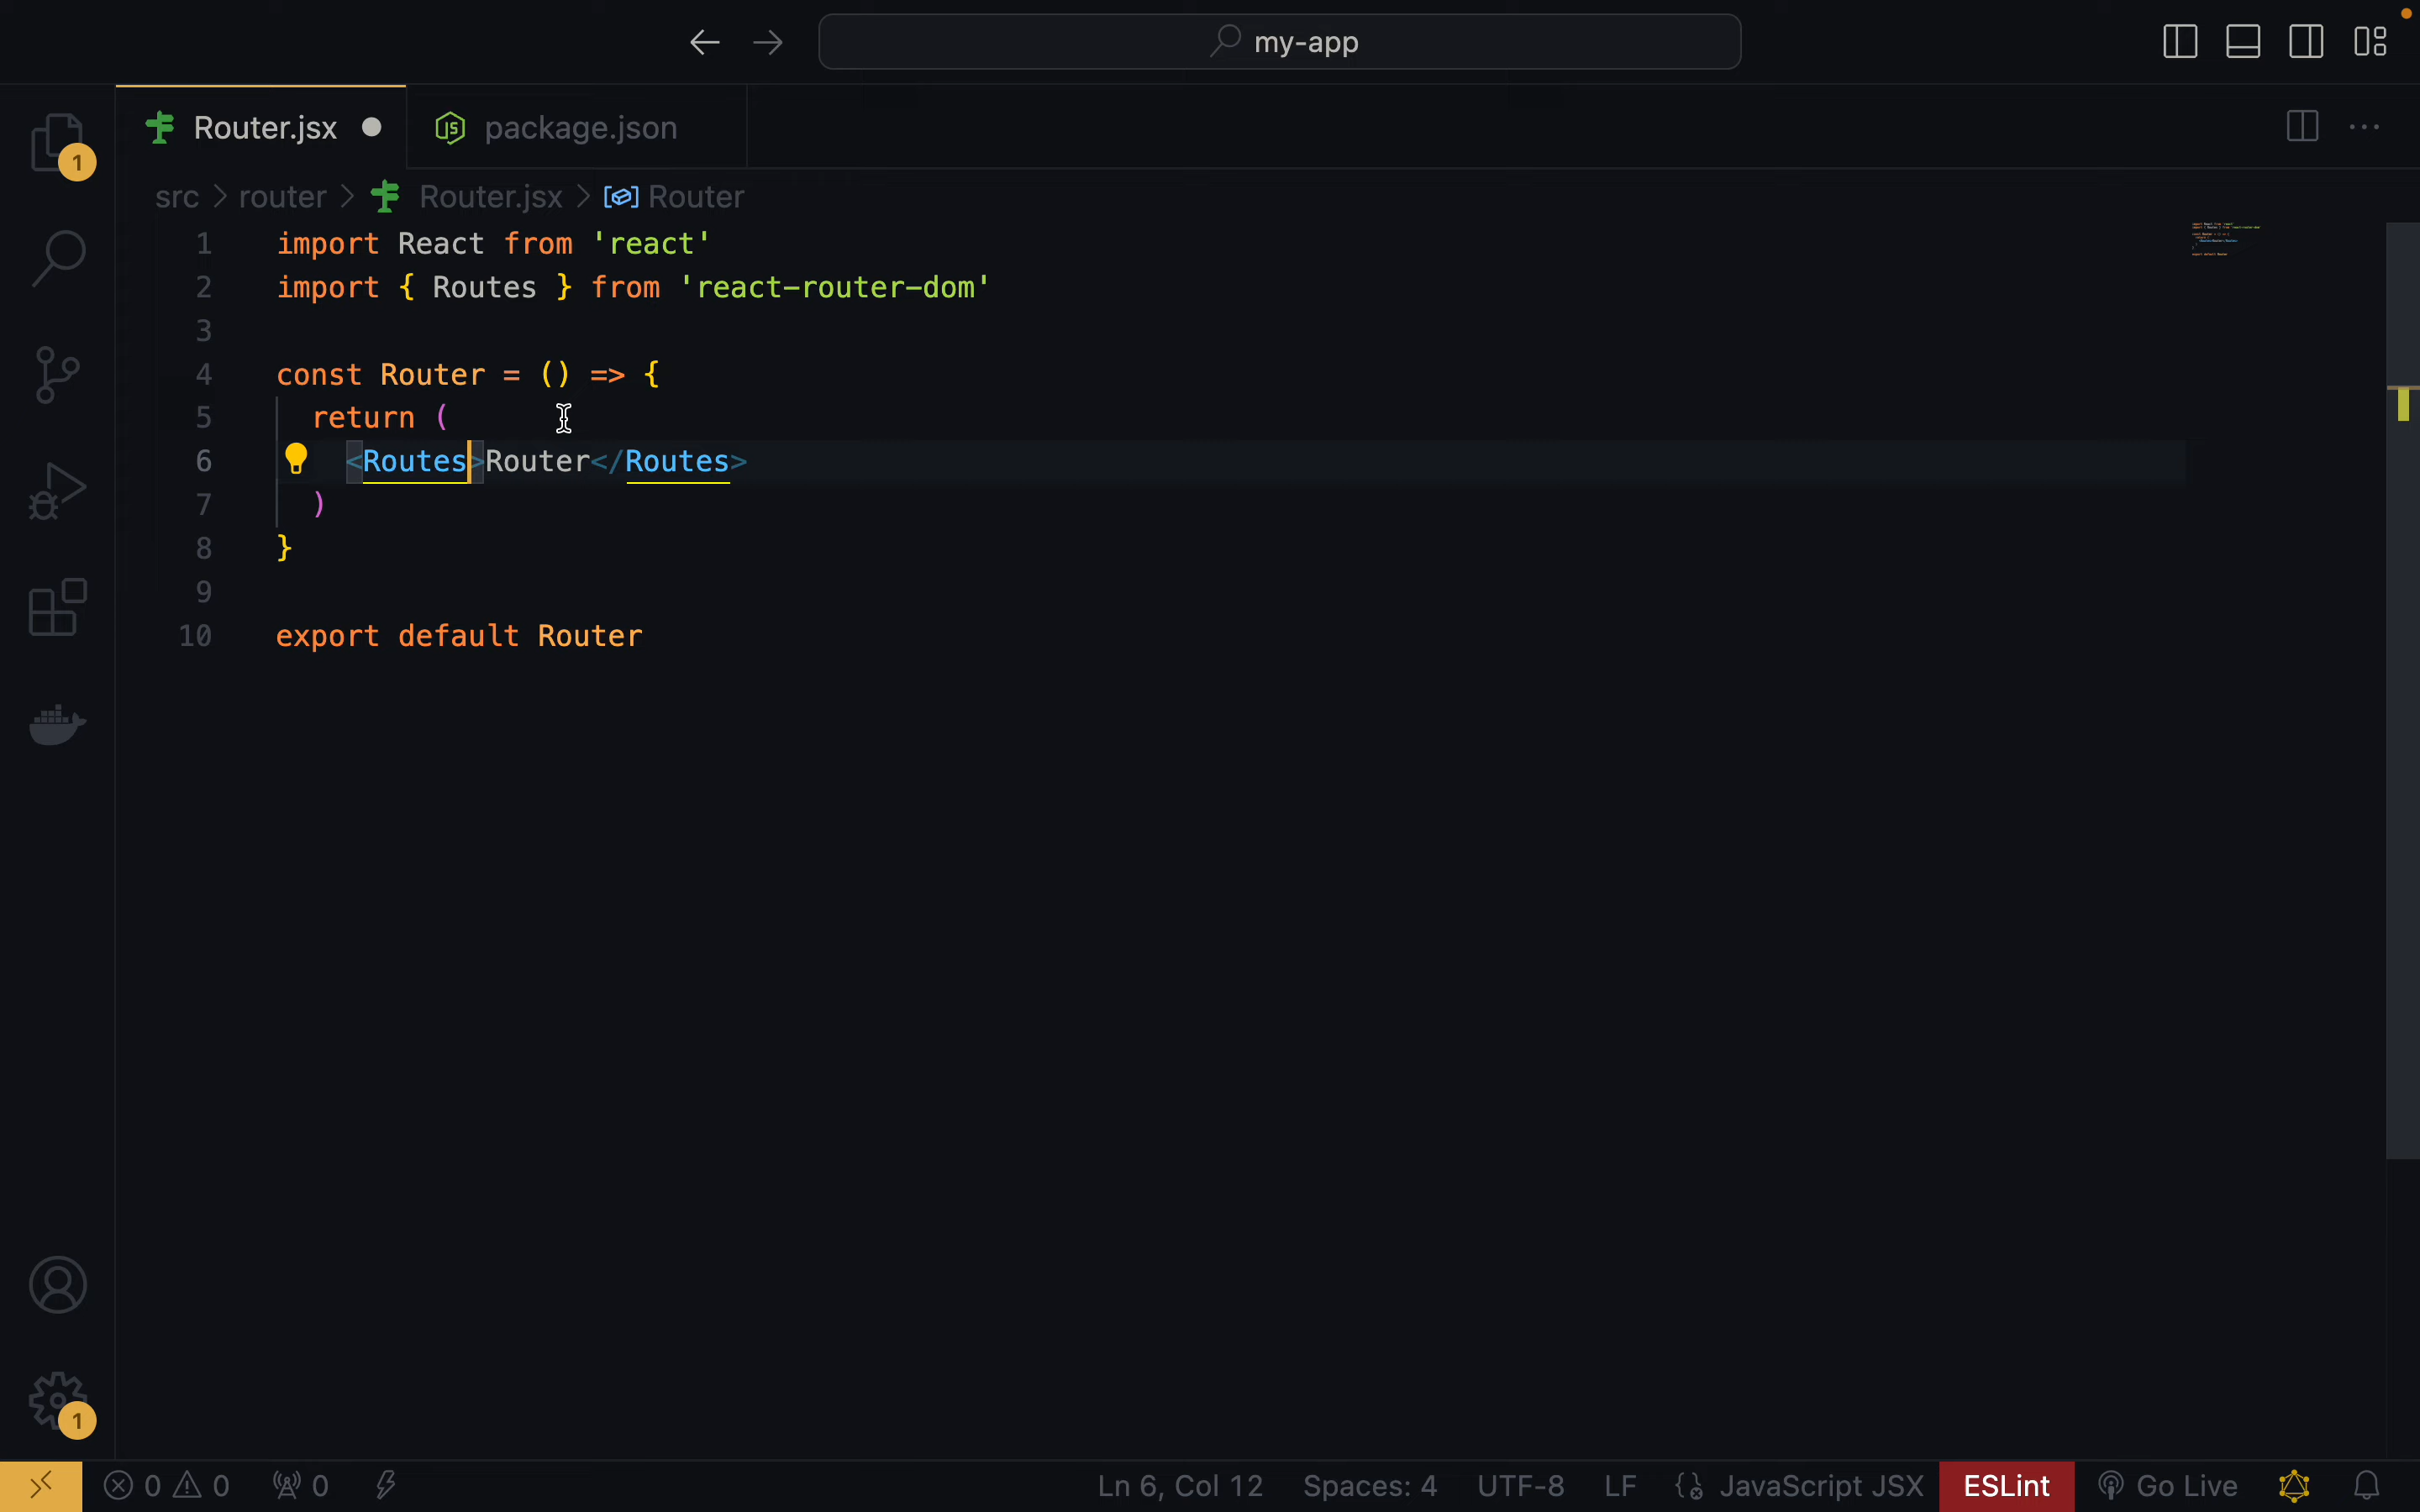 my-app
Router.jsx
package.json
src > router > Router.jsx > Router
1 import React from 'react'
2 import { Routes } from 'react-router-dom'
3
4 const Router = () => {
5 return (
6 <Routes>Router</Routes>
7 )
8 }
9
10 export default Router
1
1
0 0 0 Ln 6, Col 12 Spaces: 4 UTF-8 LF JavaScript JSX ESLint Go Live